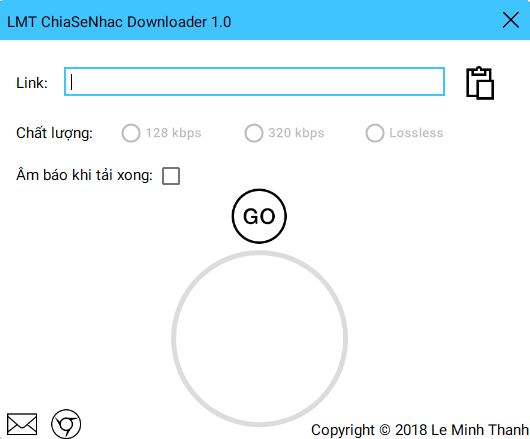 LMT ChiaSeNhac Downloader 1.0
Link:
Chất lượng: 128 kbps 320 kbps Lossless
Âm báo khi tải xong:
GO
Copyright © 2018 Le Minh Thanh